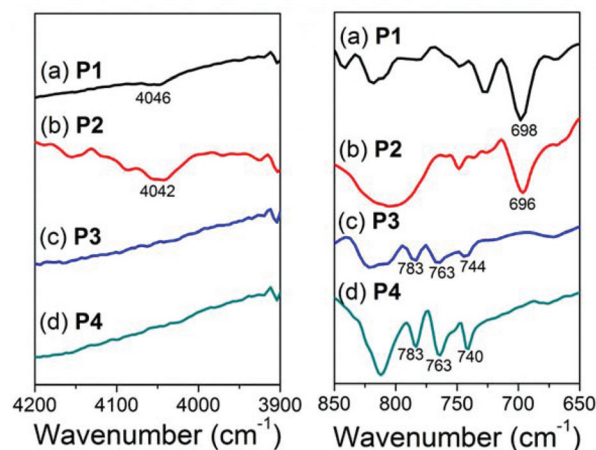 (a) P1
4046
(b) P2
4042
(c) P3
(d) P4
4200 4100 4000 3900
Wavenumber (cm⁻¹)
(a) P1
698
(b) P2
696
(c) P3
783 763 744
(d) P4
783 763 740
850 800 750 700 650
Wavenumber (cm⁻¹)